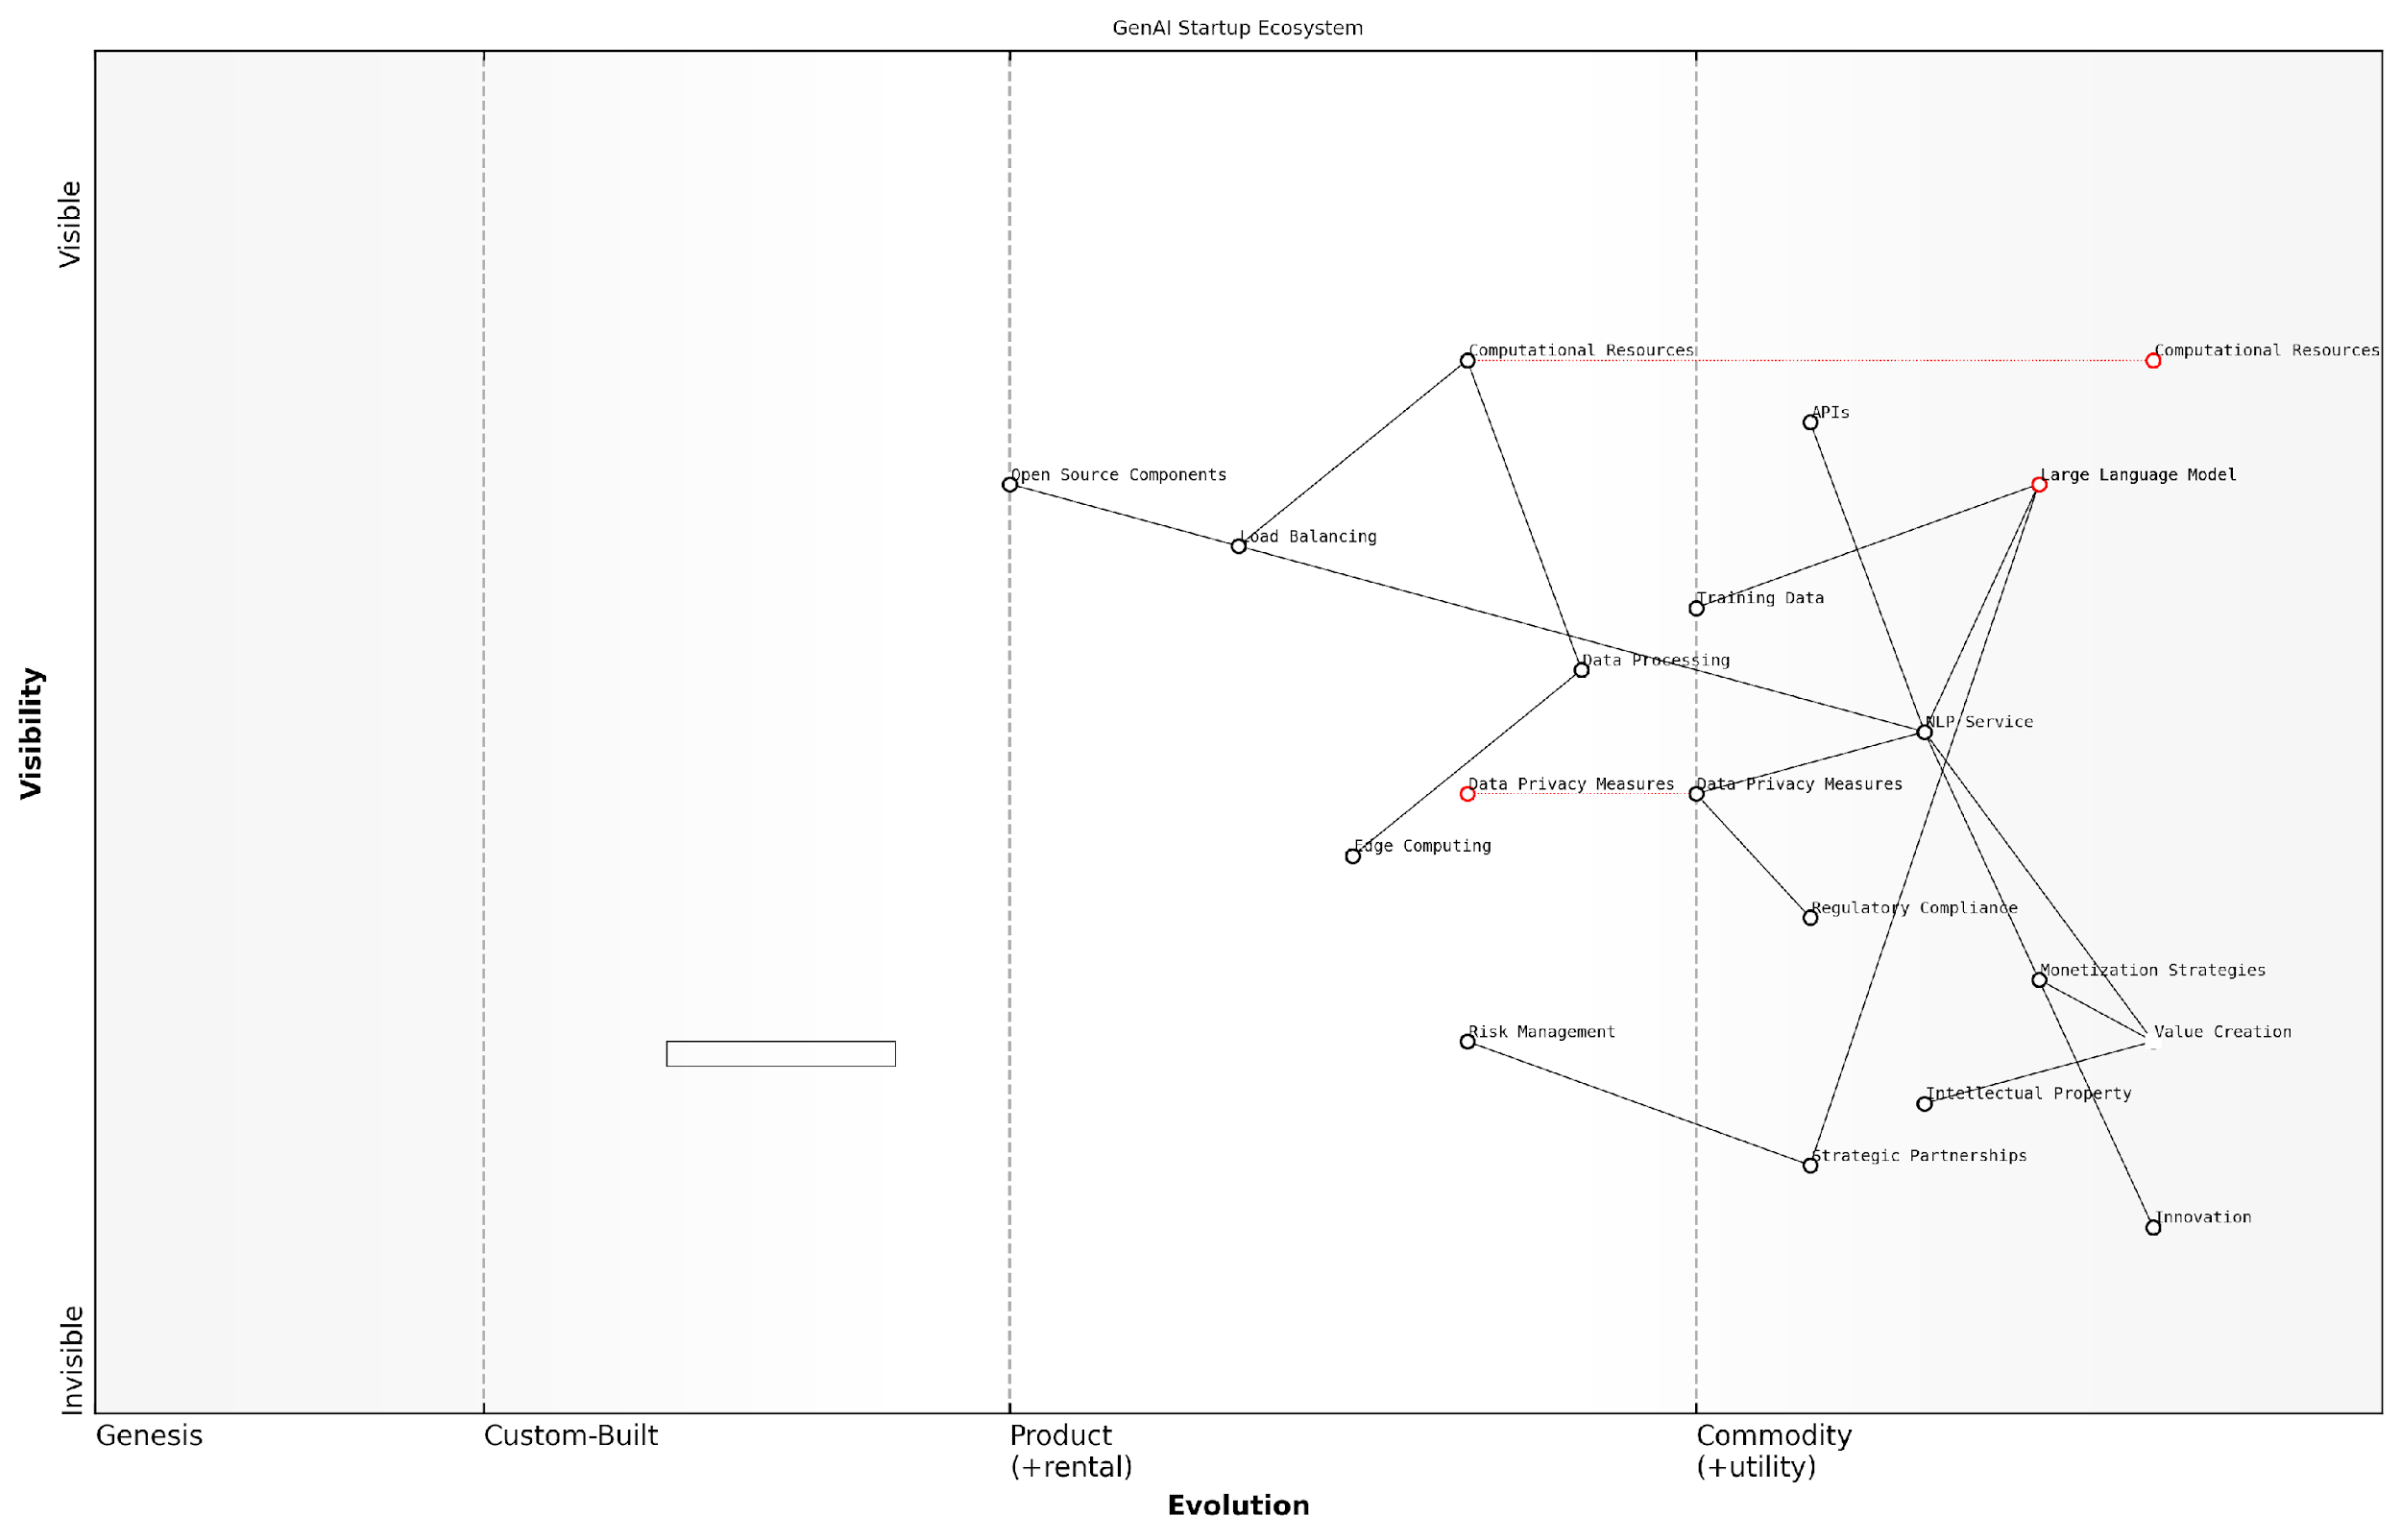 GenAI Startup Ecosystem
Visible
Computational Resources
Computational Resources
APIs
Open Source Components
Large Language Model
Load Balancing
Training Data
Data Processing
Visibility
NLP Service
Data Privacy Measures
Data Privacy Measures
Edge Computing
Regulatory Compliance
Monetization Strategies
Risk Management
Value Creation
Intellectual Property
Strategic Partnerships
Innovation
Invisible
Genesis
Custom-Built
Product
(+rental)
Commodity
(+utility)
Evolution